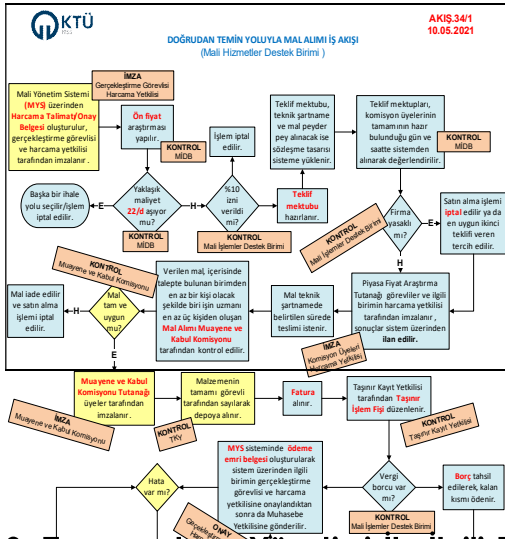 KTÜ
1955
AKIŞ.34/1
10.05.2021
DOĞRUDAN TEMİN YOLUYLA MAL ALIMI İŞ AKIŞI
(Mali Hizmetler Destek Birimi )
İMZA
Gerçekleştirme Görevlisi
Harcama Yetkilisi
Mali Yönetim Sistemi
(MYS) üzerinden
Harcama Talimatı/Onay
Belgesi oluşturulur,
gerçekleştirme görevlisi
ve harcama yetkilisi
tarafından imzalanır .
Ön fiyat
araştırması
yapılır.
KONTROL
MİDB
İşlem iptal
edilir.
Teklif mektubu,
teknik şartname
ve mal peyder
pey alınacak ise
sözleşme tasarısı
sisteme yüklenir.
Teklif mektupları,
komisyon üyelerinin
tamamının hazır
bulunduğu gün ve
saatte sistemden
alınarak değerlendirilir.
KONTROL
MİDB
Başka bir ihale
yolu seçilir/işlem
iptal edilir.
E
Yaklaşık
maliyet
22/d aşıyor
mu?
H
KONTROL
MİDB
%10
izni
verildi
mi?
H
E
KONTROL
Mali İşlemler Destek Birimi
Teklif
mektubu
hazırlanır.
Firma
yasaklı
mı?
E
H
KONTROL
Mali İşlemler Destek Birimi
Satın alma işlemi
iptal edilir ya da
en uygun ikinci
teklifi veren
tercih edilir.
KONTROL
Muayene ve Kabul Komisyonu
Mal iade edilir
ve satın alma
işlemi iptal
edilir.
H
Mal
tam ve
uygun
mu?
E
Verilen mal, içerisinde
talepte bulunan birimden
en az bir kişi olacak
şekilde biri işin uzmanı
en az üç kişiden oluşan
Mal Alımı Muayene ve
Kabul Komisyonu
tarafından kontrol edilir.
Mal teknik
şartnamede
belirtilen sürede
teslimi istenir.
Piyasa Fiyat Araştırma
Tutanağı görevliler ve ilgili
birimin harcama yetkilisi
tarafından imzalanır ,
sonuçlar sistem üzerinden
ilan edilir.
İMZA
Komisyon Üyeleri
Harcama Yetkilisi
Muayene ve Kabul
Komisyonu Tutanağı
üyeler tarafından
imzalanır.
İMZA
Muayene ve Kabul Komisyonu
Malzemenin
tamamı görevli
tarafından sayılarak
depoya alınır.
KONTROL
TKY
Fatura
alınır.
Taşınır Kayıt Yetkilisi
tarafından Taşınır
İşlem Fişi düzenlenir.
KONTROL
Taşınır Kayıt Yetkilisi
Hata
var mı?
MYS sisteminde ödeme
emri belgesi oluşturularak
sistem üzerinden ilgili
birimin gerçekleştirme
görevlisi ve harcama
yetkilisine onaylandıktan
sonra da Muhasebe
Yetkilisine gönderilir.
ONAY
Vergi
borcu var
mı?
E
KONTROL
Mali İşlemler Destek Birimi
Borç tahsil
edilerek, kalan
kısmı ödenir.